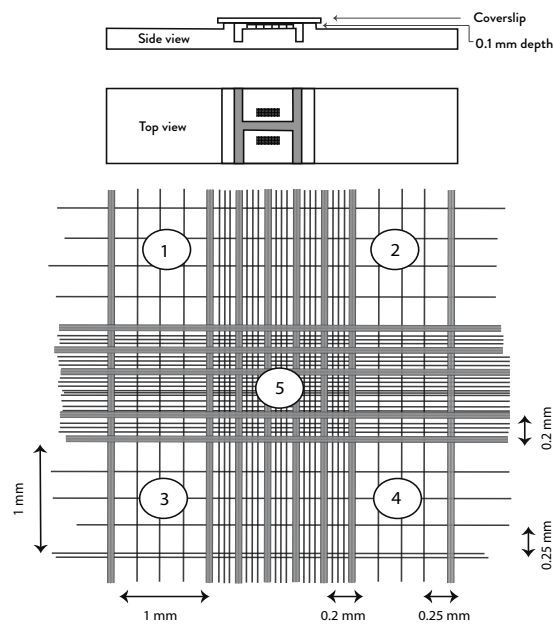 Coverslip
Side view
0.1 mm depth
Top view
1
2
5
0.2 mm
3
4
1 mm
0.25 mm
1 mm
0.2 mm
0.25 mm